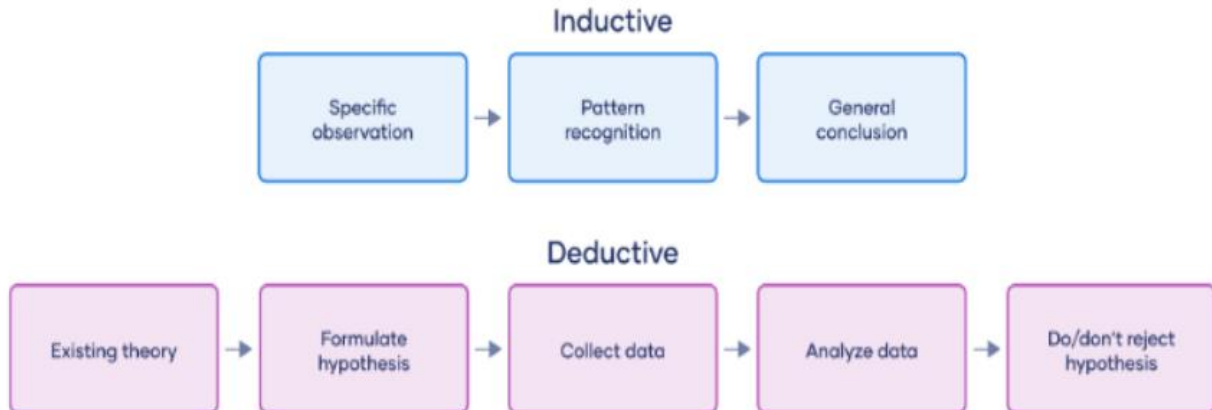 Inductive
Specific
observation
Pattern
recognition
General
conclusion
Deductive
Existing theory
Formulate
hypothesis
Collect data
Analyze data
Do/don't reject
hypothesis